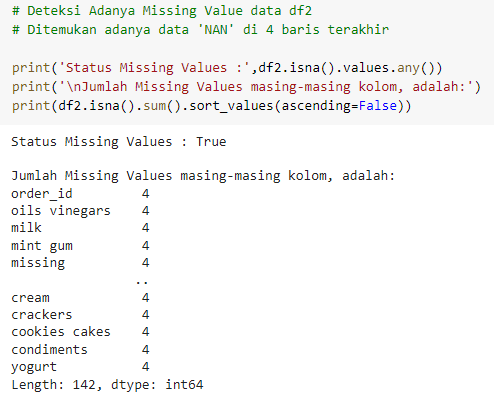 # Deteksi Adanya Missing Value data df2
# Ditemukan adanya data 'NAN' di 4 baris terakhir
print('Status Missing Values :',df2.isna().values.any())
print('\nJumlah Missing Values masing-masing kolom, adalah:')
print(df2.isna().sum().sort_values(ascending=False))
Status Missing Values : True
Jumlah Missing Values masing-masing kolom, adalah:
order_id 4
oils vinegars 4
milk 4
mint gum 4
missing 4
..
cream 4
crackers 4
cookies cakes 4
condiments 4
yogurt 4
Length: 142, dtype: int64